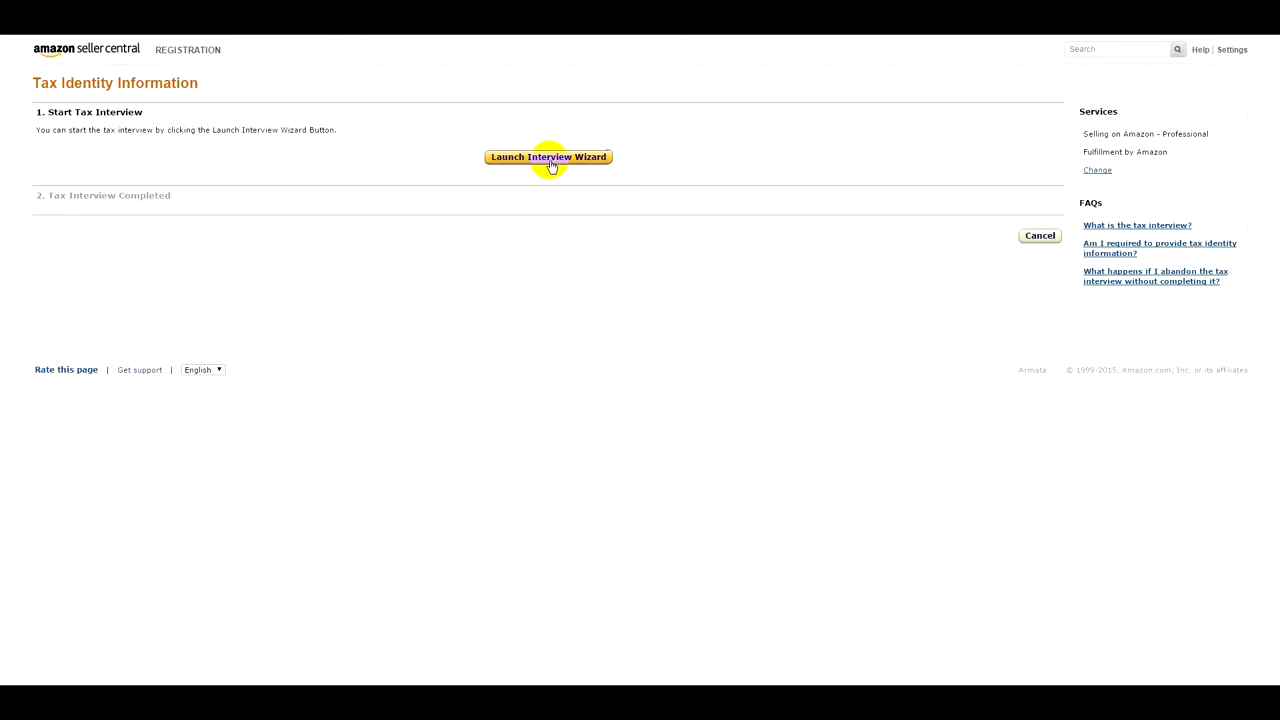 amazon seller central REGISTRATION
Search
Help | Settings
Tax Identity Information
1. Start Tax Interview
You can start the tax interview by clicking the Launch Interview Wizard Button.
Launch Interview Wizard
2. Tax Interview Completed
Cancel
Services
Selling on Amazon - Professional
Fulfillment by Amazon
Change
FAQs
What is the tax interview?
Am I required to provide tax identity
information?
What happens if I abandon the tax
interview without completing it?
Rate this page | Get support | English
Armata © 1999-2015, Amazon.com, Inc. or its affiliates